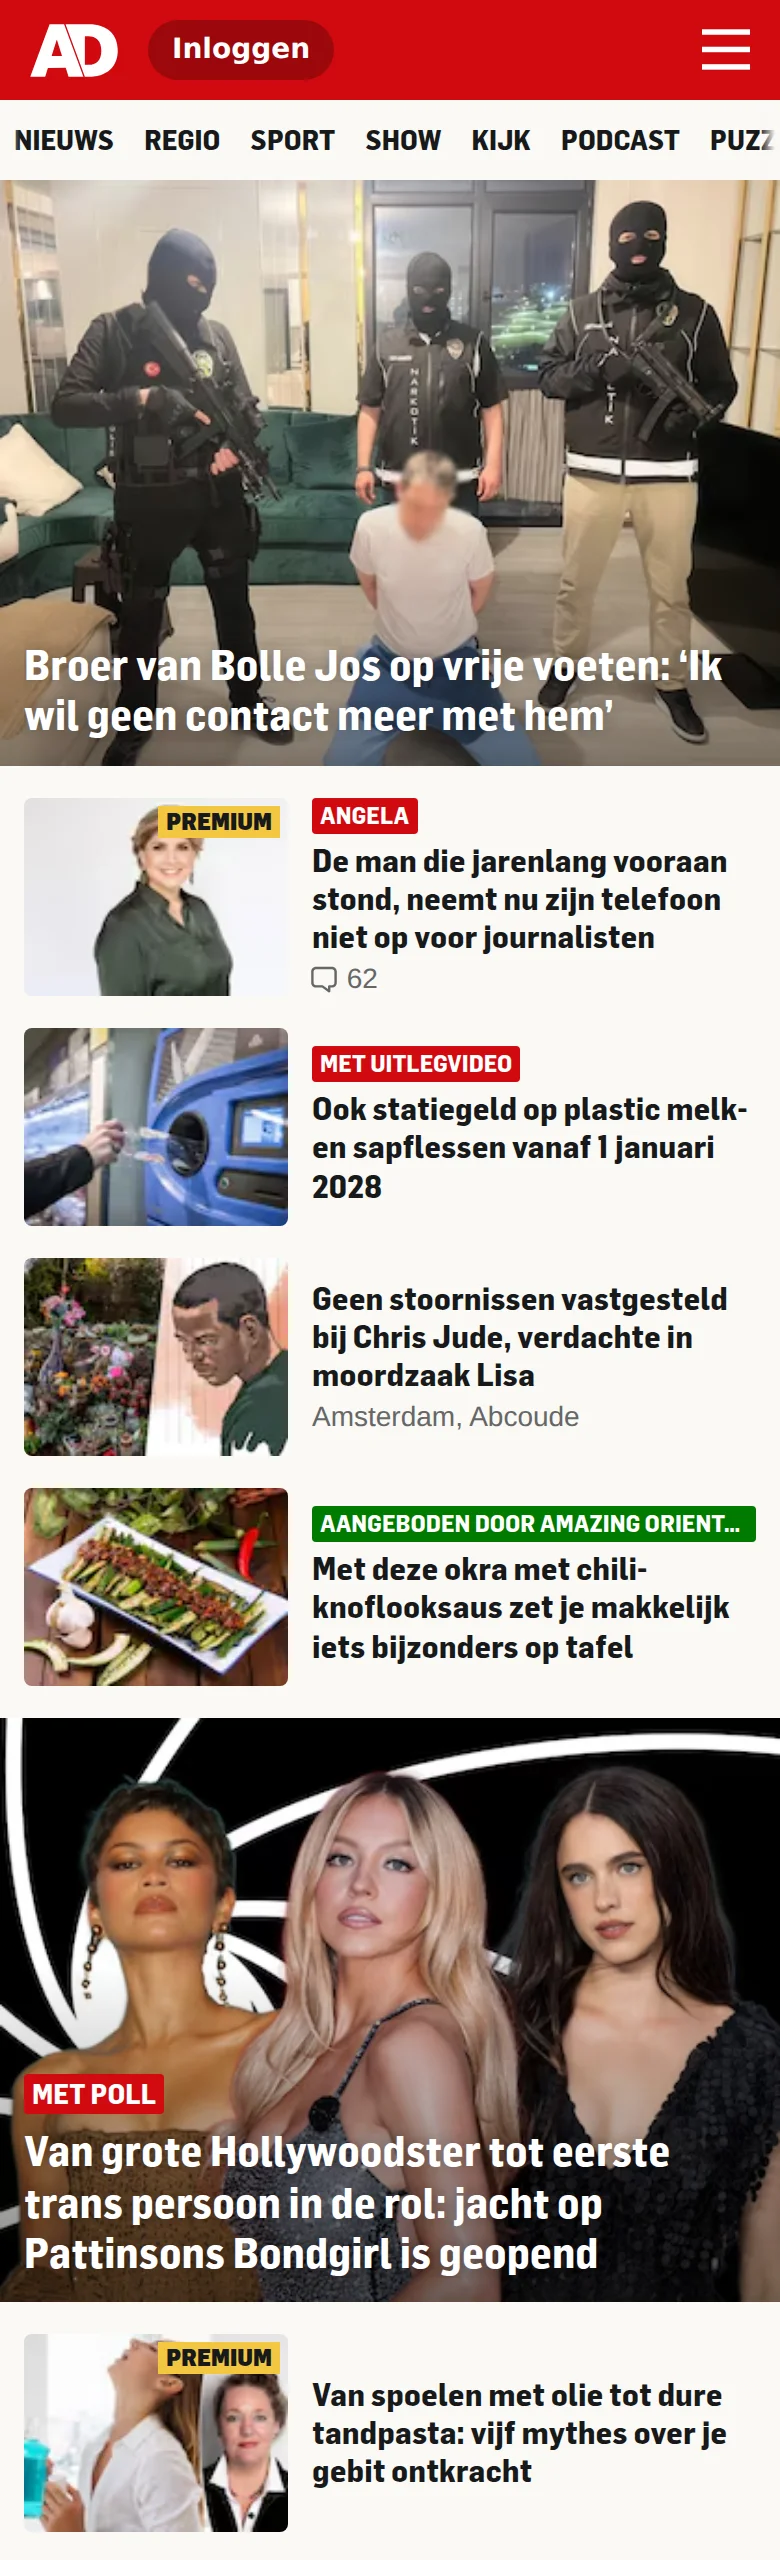 AD
Inloggen
NIEUWS REGIO SPORT SHOW KIJK PODCAST PUZZ
NARKOTİK
Broer van Bolle Jos op vrije voeten: ‘Ik
wil geen contact meer met hem’
PREMIUM
ANGELA
De man die jarenlang vooraan
stond, neemt nu zijn telefoon
niet op voor journalisten
62
MET UITLEGVIDEO
Ook statiegeld op plastic melk-
en sapflessen vanaf 1 januari
2028
Geen stoornissen vastgesteld
bij Chris Jude, verdachte in
moordzaak Lisa
Amsterdam, Abcoude
AANGEBODEN DOOR AMAZING ORIENT...
Met deze okra met chili-
knoflooksaus zet je makkelijk
iets bijzonders op tafel
MET POLL
Van grote Hollywoodster tot eerste
trans persoon in de rol: jacht op
Pattinsons Bondgirl is geopend
PREMIUM
Van spoelen met olie tot dure
tandpasta: vijf mythes over je
gebit ontkracht